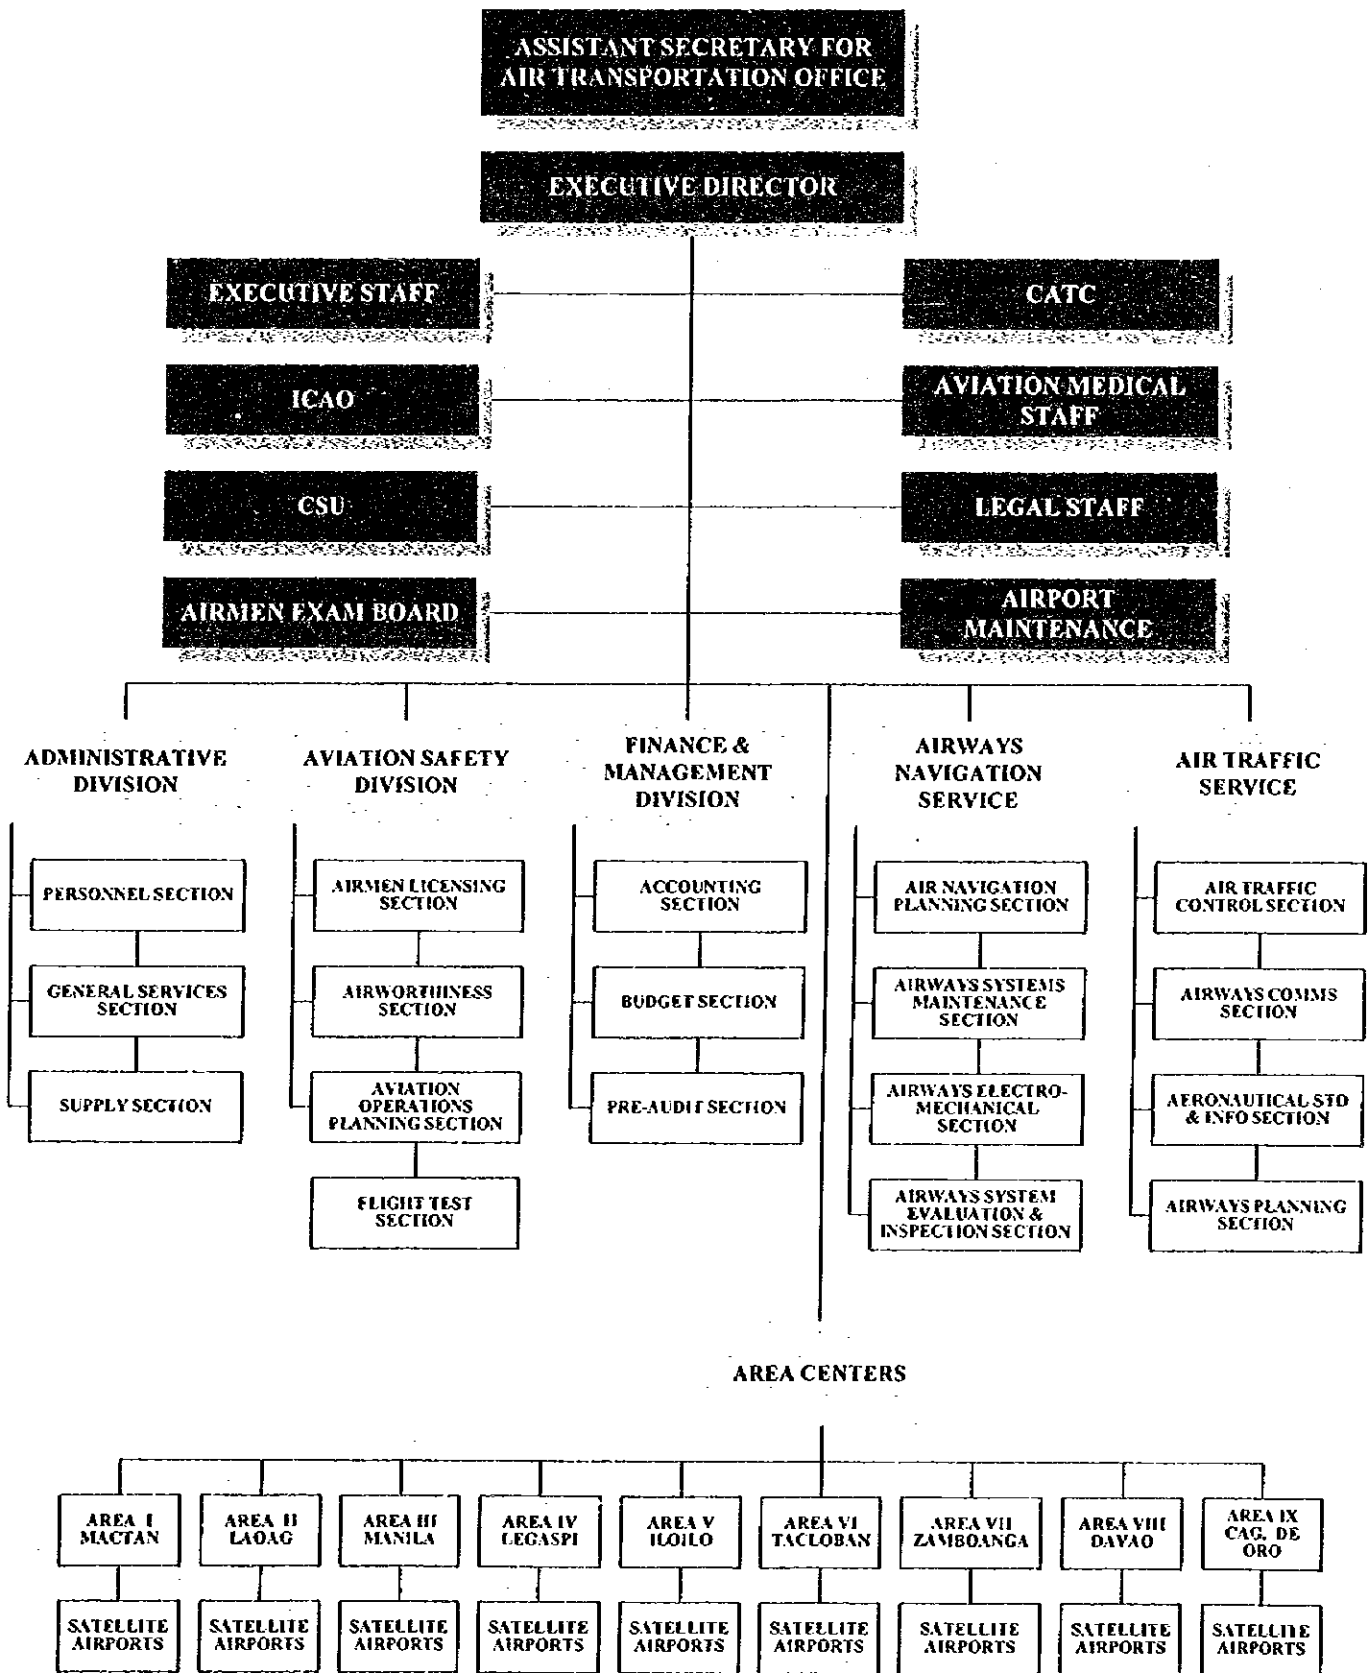 ASSISTANT SECRETARY FOR
AIR TRANSPORTATION OFFICE
EXECUTIVE DIRECTOR
EXECUTIVE STAFF
CATC
ICAO
AVIATION MEDICAL
STAFF
CSU
LEGAL STAFF
AIRMEN EXAM BOARD
AIRPORT
MAINTENANCE
ADMINISTRATIVE
DIVISION
AVIATION SAFETY
DIVISION
FINANCE &
MANAGEMENT
DIVISION
AIRWAYS
NAVIGATION
SERVICE
AIR TRAFFIC
SERVICE
PERSONNEL SECTION
AIRMEN LICENSING
SECTION
ACCOUNTING
SECTION
AIR NAVIGATION
PLANNING SECTION
AIR TRAFFIC
CONTROL SECTION
GENERAL SERVICES
SECTION
AIRWORTHINESS
SECTION
BUDGET SECTION
AIRWAYS SYSTEMS
MAINTENANCE
SECTION
AIRWAYS COMMS
SECTION
SUPPLY SECTION
AVIATION
OPERATIONS
PLANNING SECTION
PRE-AUDIT SECTION
AIRWAYS ELECTRO-
MECHANICAL
SECTION
AERONAUTICAL STD
& INFO SECTION
FLIGHT TEST
SECTION
AIRWAYS SYSTEM
EVALUATION &
INSPECTION SECTION
AIRWAYS PLANNING
SECTION
AREA CENTERS
AREA I
MACTAN
AREA II
LAOAG
AREA III
MANILA
AREA IV
LEGASPI
AREA V
ILOILO
AREA VI
TACLOBAN
AREA VII
ZAMBOANGA
AREA VIII
DAVAO
AREA IX
CAG. DE
ORO
SATELLITE
AIRPORTS
SATELLITE
AIRPORTS
SATELLITE
AIRPORTS
SATELLITE
AIRPORTS
SATELLITE
AIRPORTS
SATELLITE
AIRPORTS
SATELLITE
AIRPORTS
SATELLITE
AIRPORTS
SATELLITE
AIRPORTS